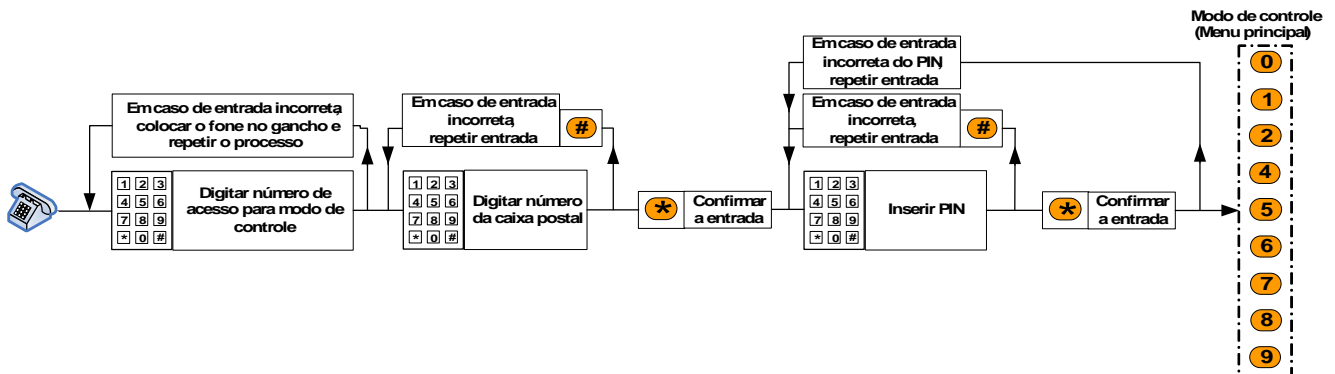 Modo de controle
(Menu principal)
Em caso de entrada
incorreta do PIN,
repetir entrada
Em caso de entrada incorreta,
colocar o fone no gancho e
repetir o processo
Em caso de entrada
incorreta,
repetir entrada
#
Em caso de entrada
incorreta,
repetir entrada
#
1 2 3
4 5 6
7 8 9
* 0 #
Digitar número de
acesso para modo de
controle
1 2 3
4 5 6
7 8 9
* 0 #
Digitar número
da caixa postal
*
Confirmar
a entrada
1 2 3
4 5 6
7 8 9
* 0 #
Inserir PIN
*
Confirmar
a entrada
0
1
2
4
5
6
7
8
9